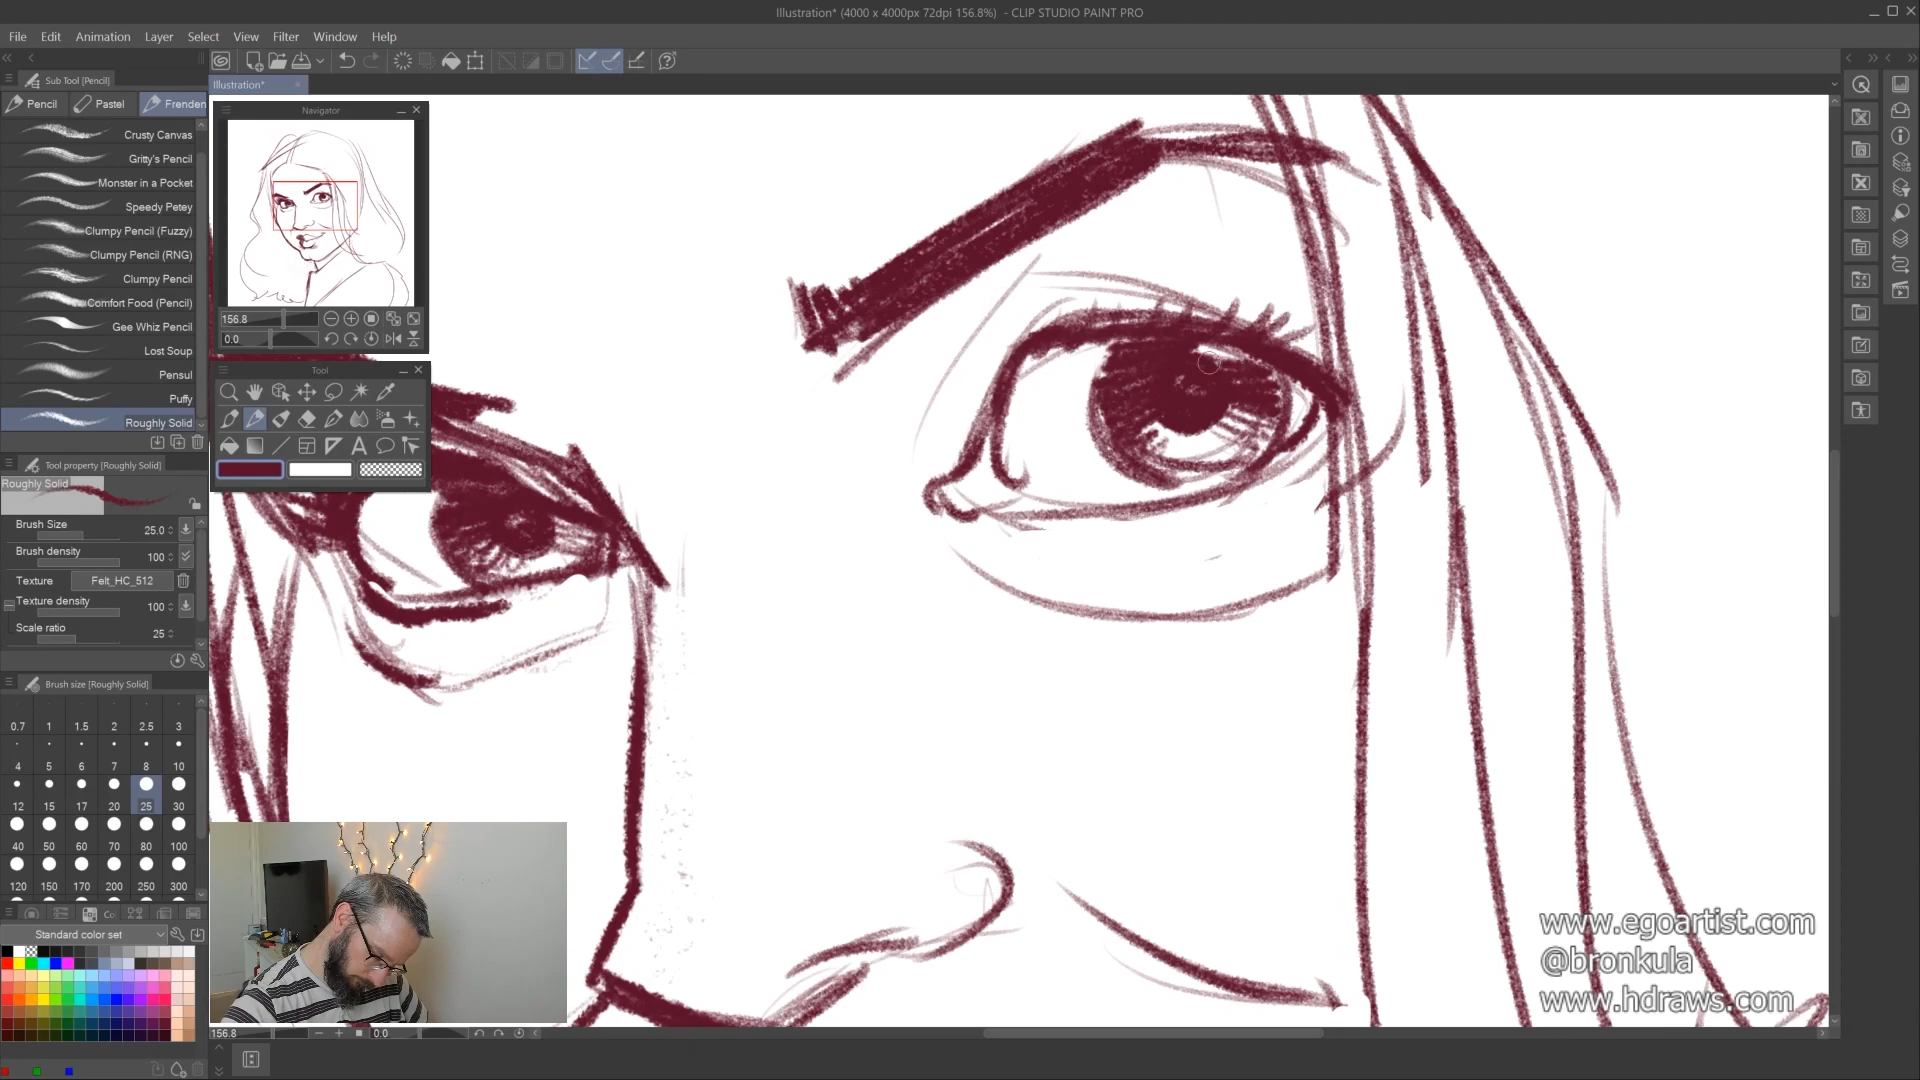 Illustration* (4000 x 4000px 72dpi 156.8%) - CLIP STUDIO PAINT PRO
File Edit Animation Layer Select View Filter Window Help
Sub Tool [Pencil]
Illustration*
Pencil Pastel Frenden
Crusty Canvas
Gritty's Pencil
Monster in a Pocket
Speedy Petey
Clumpy Pencil (Fuzzy)
Clumpy Pencil (RNG)
Clumpy Pencil
Comfort Food (Pencil)
Gee Whiz Pencil
Lost Soup
Pensul
Puffy
Roughly Solid
Navigator
156.8
0.0
Tool
Tool property [Roughly Solid]
Roughly Solid
Brush Size 25.0
Brush density 100
Texture Felt_HC_512
Texture density 100
Scale ratio 25
Brush size [Roughly Solid]
0.7 1 1.5 2 2.5 3
4 5 6 7 8 10
12 15 17 20 25 30
40 50 60 70 80 100
120 150 170 200 250 300
Co
Standard color set
www.egoartist.com
@bronkula
www.hdraws.com
156.8 0.0